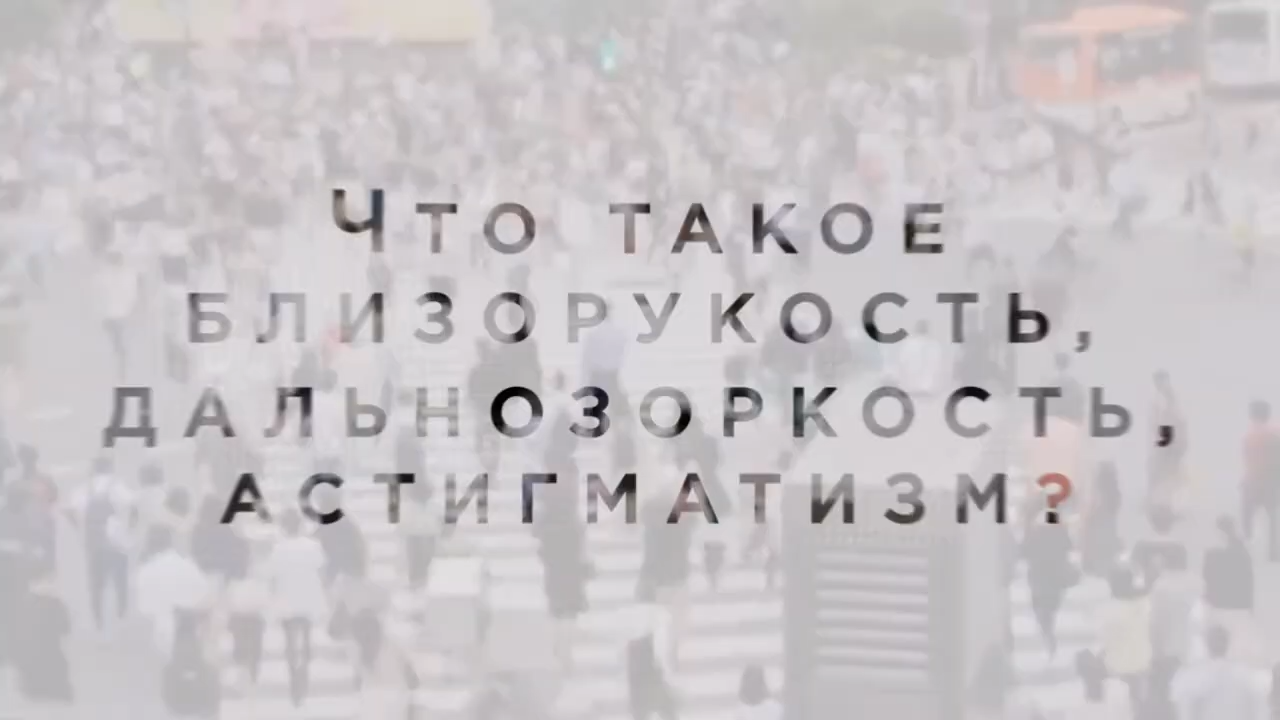 Что такое
близорукость,
дальнозоркость,
астигматизм?